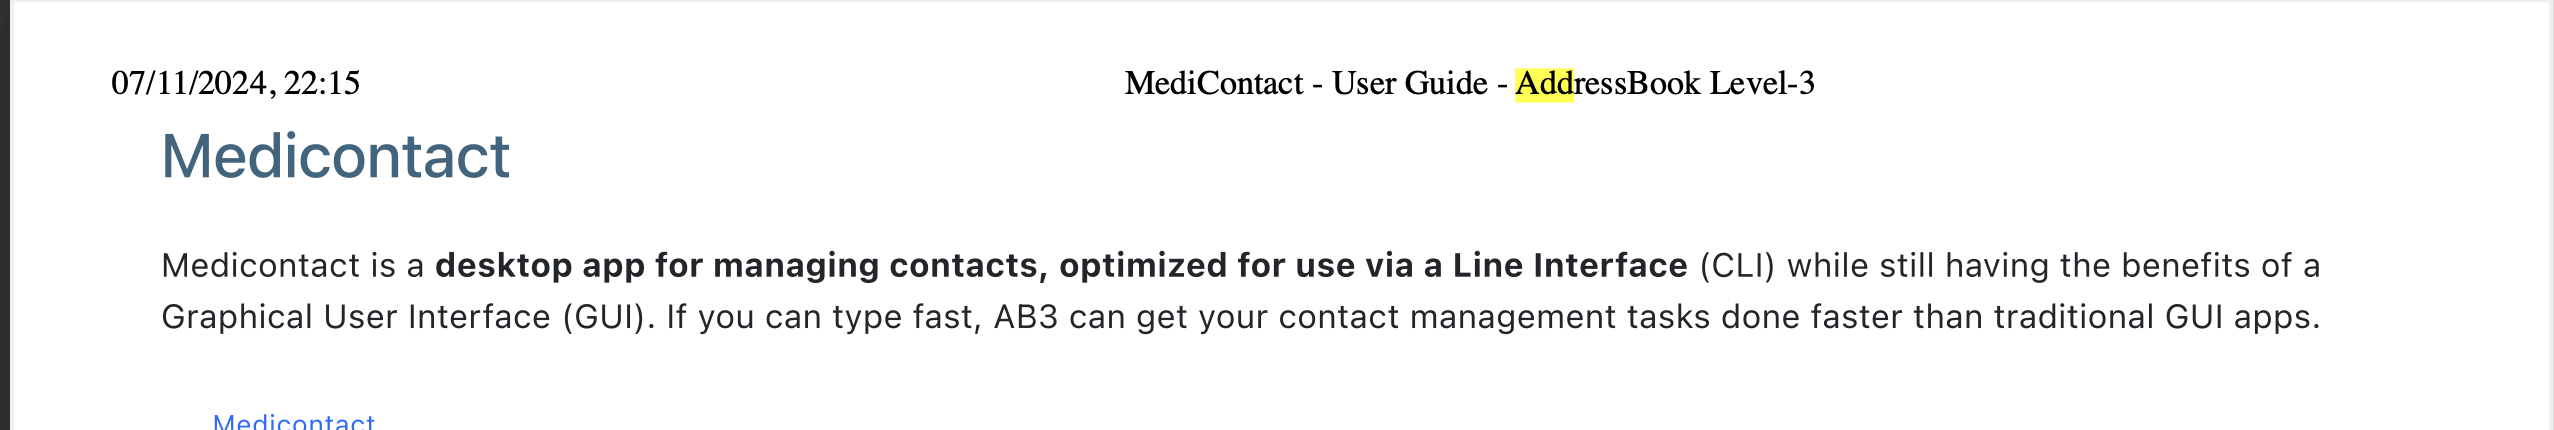 07/11/2024, 22:15 MediContact - User Guide - AddressBook Level-3
Medicontact
Medicontact is a desktop app for managing contacts, optimized for use via a Line Interface (CLI) while still having the benefits of a
Graphical User Interface (GUI). If you can type fast, AB3 can get your contact management tasks done faster than traditional GUI apps.
Medicontact